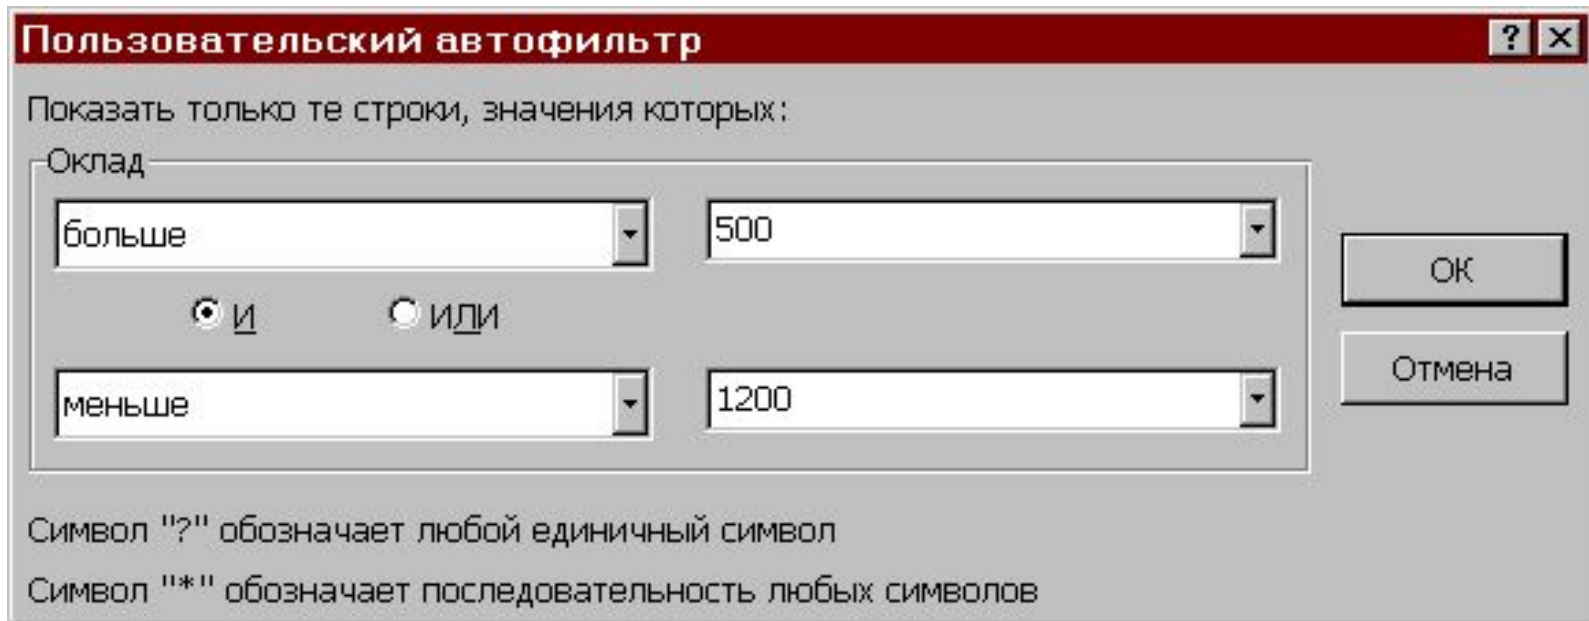 Пользовательский автофильтр
Показать только те строки, значения которых:
Оклад
больше 500
И ИЛИ
меньше 1200
ОК
Отмена
Символ "?" обозначает любой единичный символ
Символ "*" обозначает последовательность любых символов